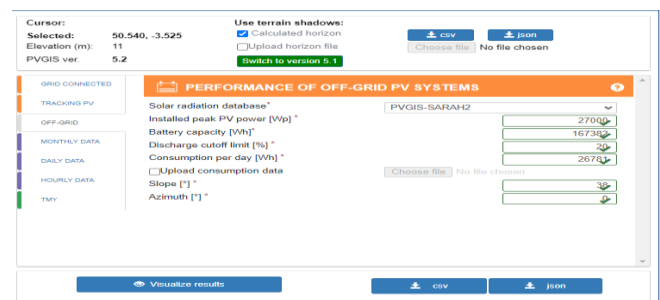 Cursor:
Selected: 50.540, -3.525
Elevation (m): 11
PVGIS ver. 5.2
Use terrain shadows:
Calculated horizon
Upload horizon file
Switch to version 5.1
csv json
Choose file No file chosen
GRID CONNECTED
TRACKING PV
OFF-GRID
MONTHLY DATA
DAILY DATA
HOURLY DATA
TMY
PERFORMANCE OF OFF-GRID PV SYSTEMS ?
Solar radiation database* PVGIS-SARAH2
Installed peak PV power [Wp] * 27000
Battery capacity [Wh]* 167382
Discharge cutoff limit [%] * 20
Consumption per day [Wh] * 26781
Upload consumption data Choose file No file chosen
Slope [°] * 38
Azimuth [°] * 0
Visualize results csv json